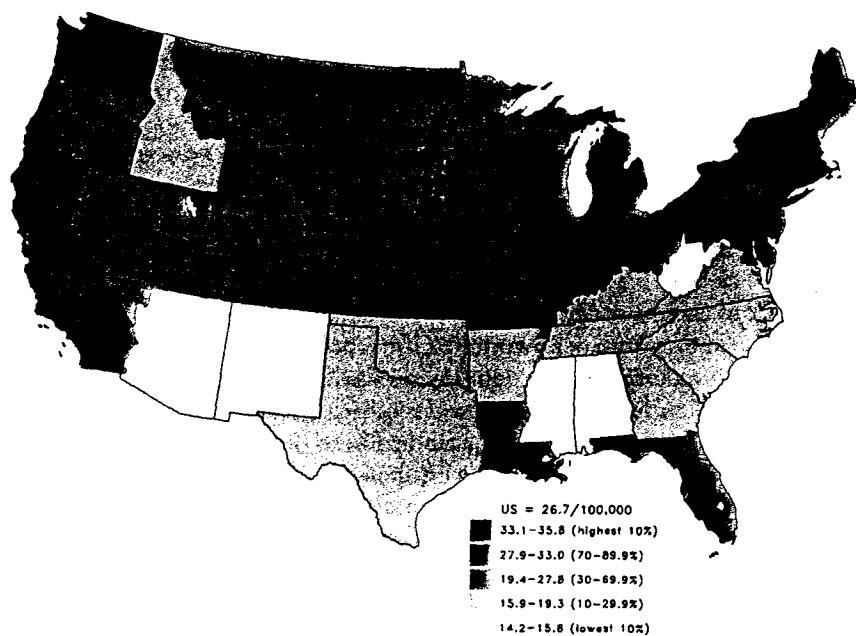 US = 26.7/100,000
33.1-35.8 (highest 10%)
27.9-33.0 (70-89.9%)
19.4-27.8 (30-69.9%)
15.9-19.3 (10-29.9%)
14.2-15.8 (lowest 10%)